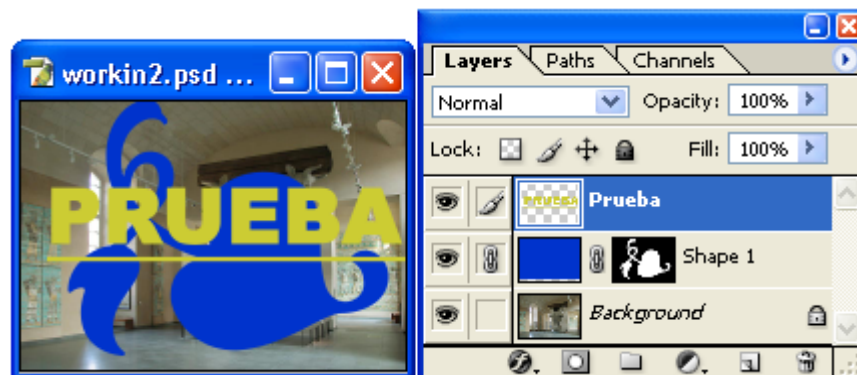 workin2.psd ...
PRUEBA
Layers Paths Channels
Normal Opacity: 100%
Lock: Fill: 100%
Prueba
Shape 1
Background